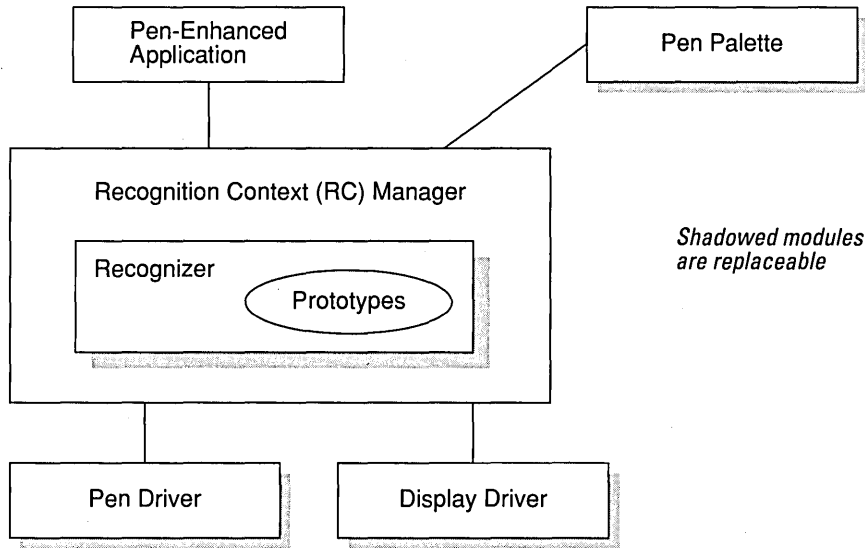 Pen-Enhanced
Application
Pen Palette
Recognition Context (RC) Manager
Shadowed modules
are replaceable
Recognizer
Prototypes
Pen Driver
Display Driver